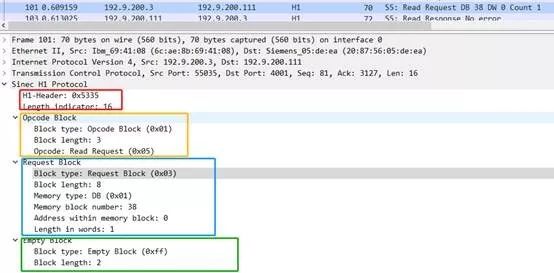 101 0.609159 192.9.200.3 192.9.200.111 H1 70 S5: Read Request DB 38 DW 0 Count 1
103 0.613025 192.9.200.111 192.9.200.3 H1 72 S5: Read Response No error
Frame 101: 70 bytes on wire (560 bits), 70 bytes captured (560 bits) on interface 0
Ethernet II, Src: Ibm_69:41:08 (6c:ae:8b:69:41:08), Dst: Siemens_05:de:ea (20:87:56:05:de:ea)
Internet Protocol Version 4, Src: 192.9.200.3, Dst: 192.9.200.111
Transmission Control Protocol, Src Port: 55035, Dst Port: 4001, Seq: 81, Ack: 3127, Len: 16
Sinec H1 Protocol
H1-Header: 0x5335
Length indicator: 16
Opcode Block
Block type: Opcode Block (0x01)
Block length: 3
Opcode: Read Request (0x05)
Request Block
Block type: Request Block (0x03)
Block length: 8
Memory type: DB (0x01)
Memory block number: 38
Address within memory block: 0
Length in words: 1
Empty Block
Block type: Empty Block (0xff)
Block length: 2